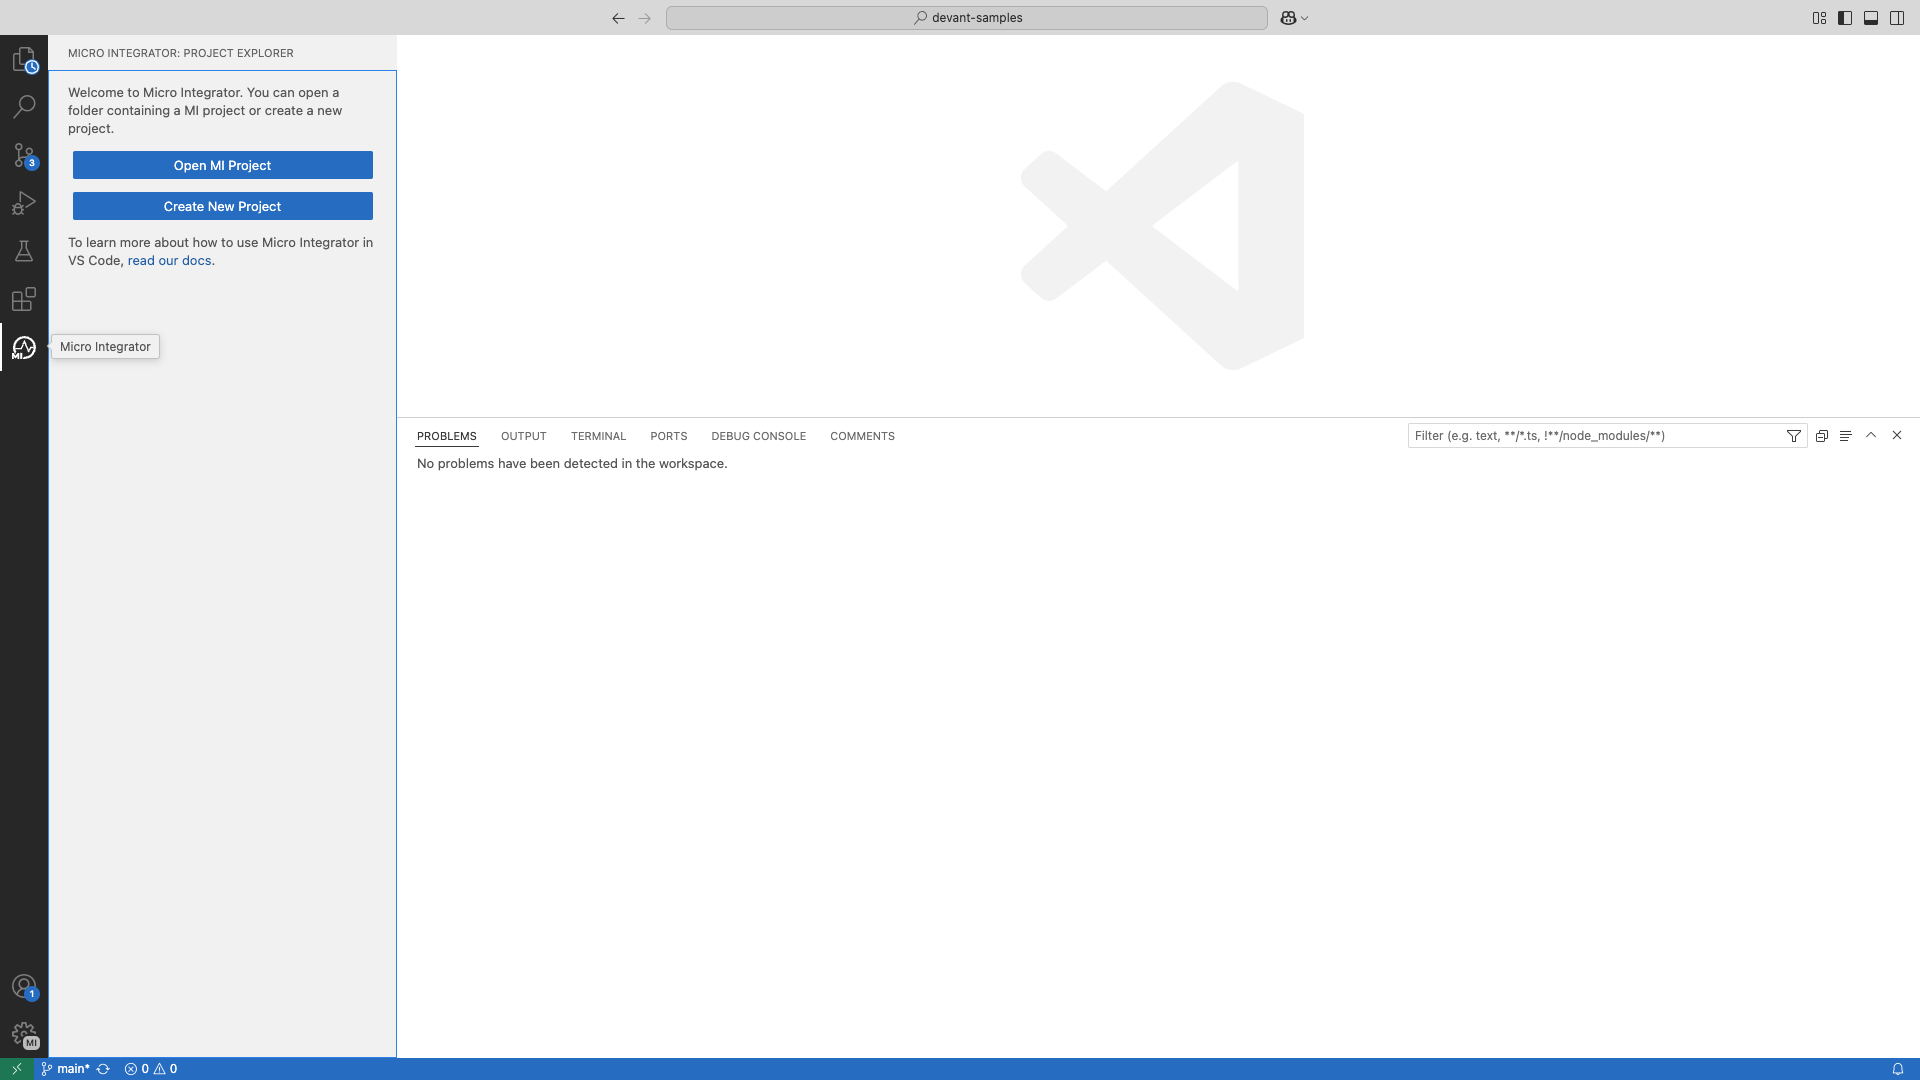 devant-samples
MICRO INTEGRATOR: PROJECT EXPLORER
Welcome to Micro Integrator. You can open a
folder containing a MI project or create a new
project.
Open MI Project
Create New Project
To learn more about how to use Micro Integrator in
VS Code, read our docs.
3
MI
Micro Integrator
PROBLEMS
OUTPUT
TERMINAL
PORTS
DEBUG CONSOLE
COMMENTS
Filter (e.g. text, **/*.ts, !**/node_modules/**)
No problems have been detected in the workspace.
1
MI
main*
0
0